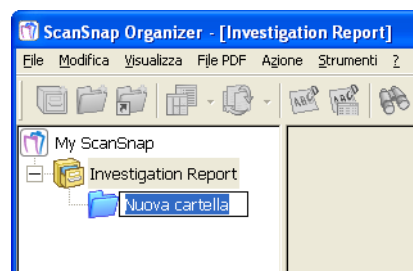 ScanSnap Organizer - [Investigation Report]
File Modifica Visualizza File PDF Azione Strumenti ?
My ScanSnap
Investigation Report
Nuova cartella